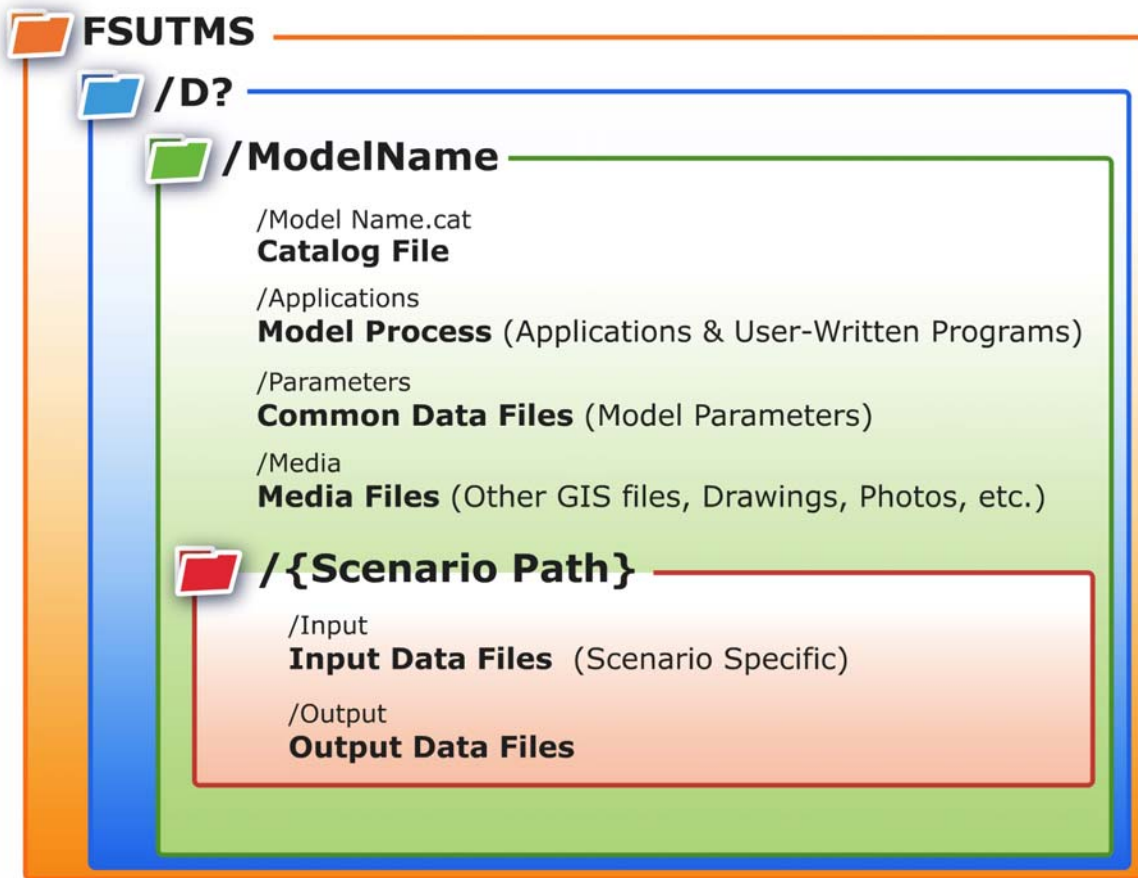 FSUTMS
/D?
/ModelName
/Model Name.cat
Catalog File
/Applications
Model Process (Applications & User-Written Programs)
/Parameters
Common Data Files (Model Parameters)
/Media
Media Files (Other GIS files, Drawings, Photos, etc.)
/{Scenario Path}
/Input
Input Data Files (Scenario Specific)
/Output
Output Data Files